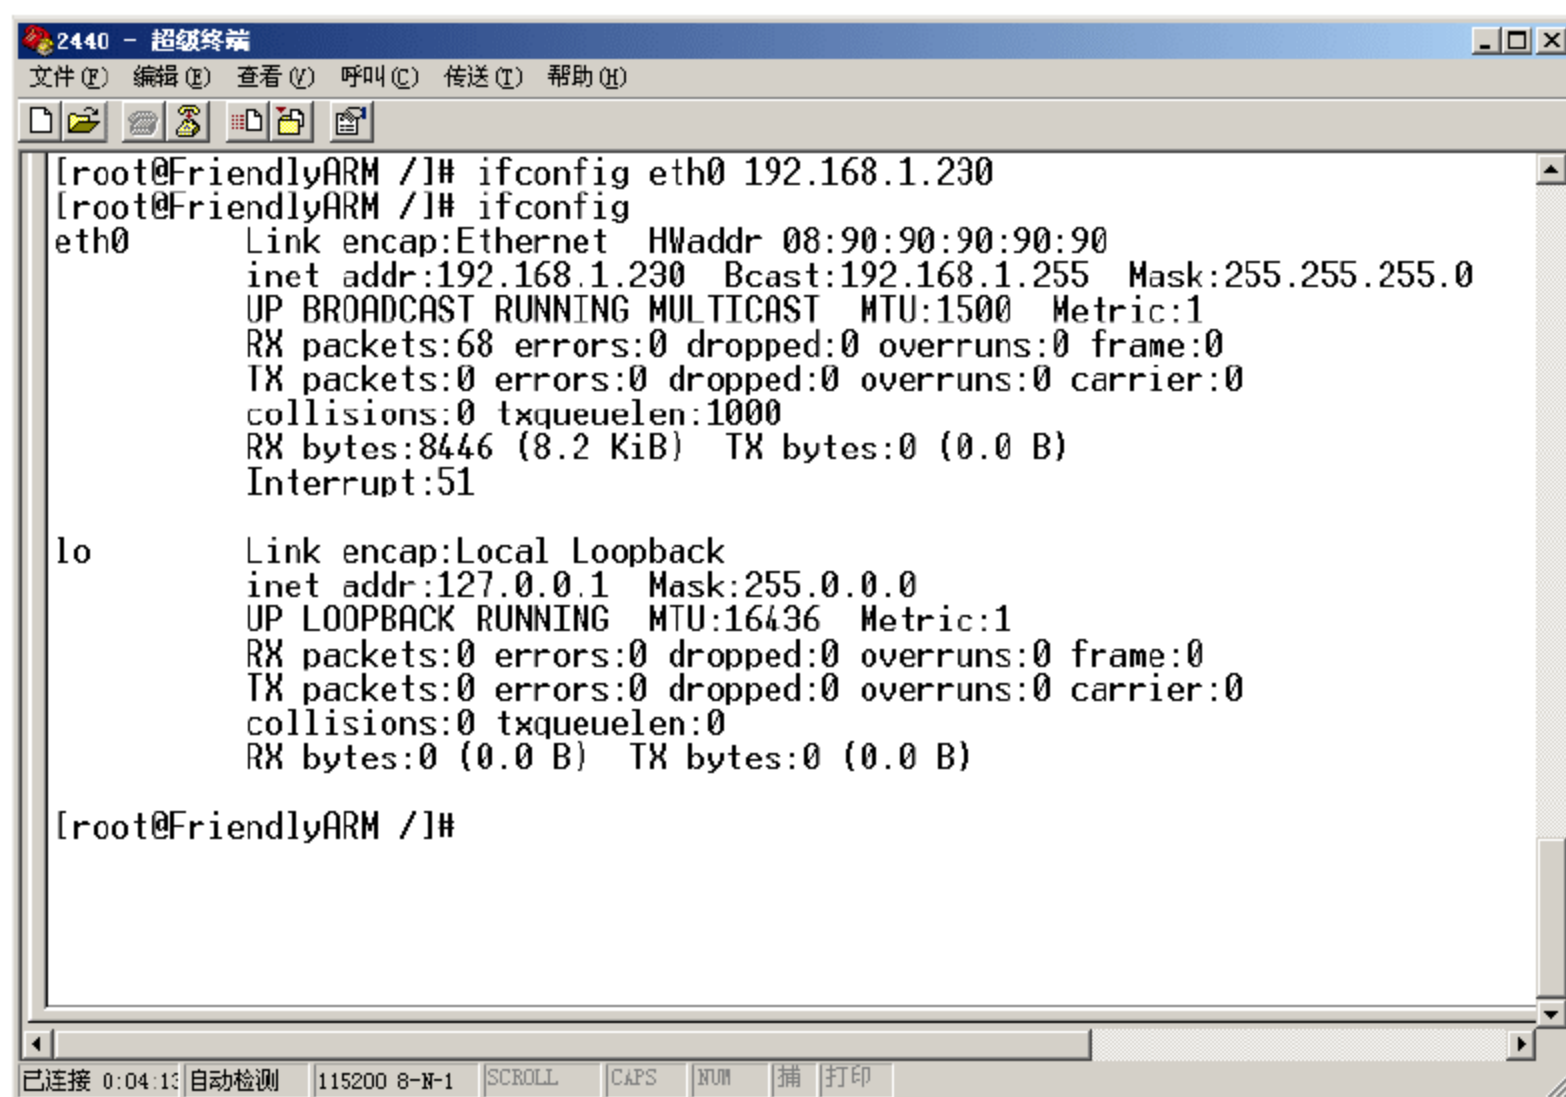 2440 - 超级终端
文件(F) 编辑(E) 查看(V) 呼叫(C) 传送(T) 帮助(H)
[root@FriendlyARM /]# ifconfig eth0 192.168.1.230
[root@FriendlyARM /]# ifconfig
eth0      Link encap:Ethernet  HWaddr 08:90:90:90:90:90
          inet addr:192.168.1.230  Bcast:192.168.1.255  Mask:255.255.255.0
          UP BROADCAST RUNNING MULTICAST  MTU:1500  Metric:1
          RX packets:68 errors:0 dropped:0 overruns:0 frame:0
          TX packets:0 errors:0 dropped:0 overruns:0 carrier:0
          collisions:0 txqueuelen:1000
          RX bytes:8446 (8.2 KiB)  TX bytes:0 (0.0 B)
          Interrupt:51
lo        Link encap:Local Loopback
          inet addr:127.0.0.1  Mask:255.0.0.0
          UP LOOPBACK RUNNING  MTU:16436  Metric:1
          RX packets:0 errors:0 dropped:0 overruns:0 frame:0
          TX packets:0 errors:0 dropped:0 overruns:0 carrier:0
          collisions:0 txqueuelen:0
          RX bytes:0 (0.0 B)  TX bytes:0 (0.0 B)
[root@FriendlyARM /]#
已连接 0:04:13 自动检测 115200 8-N-1 SCROLL CAPS NUM 捕 打印